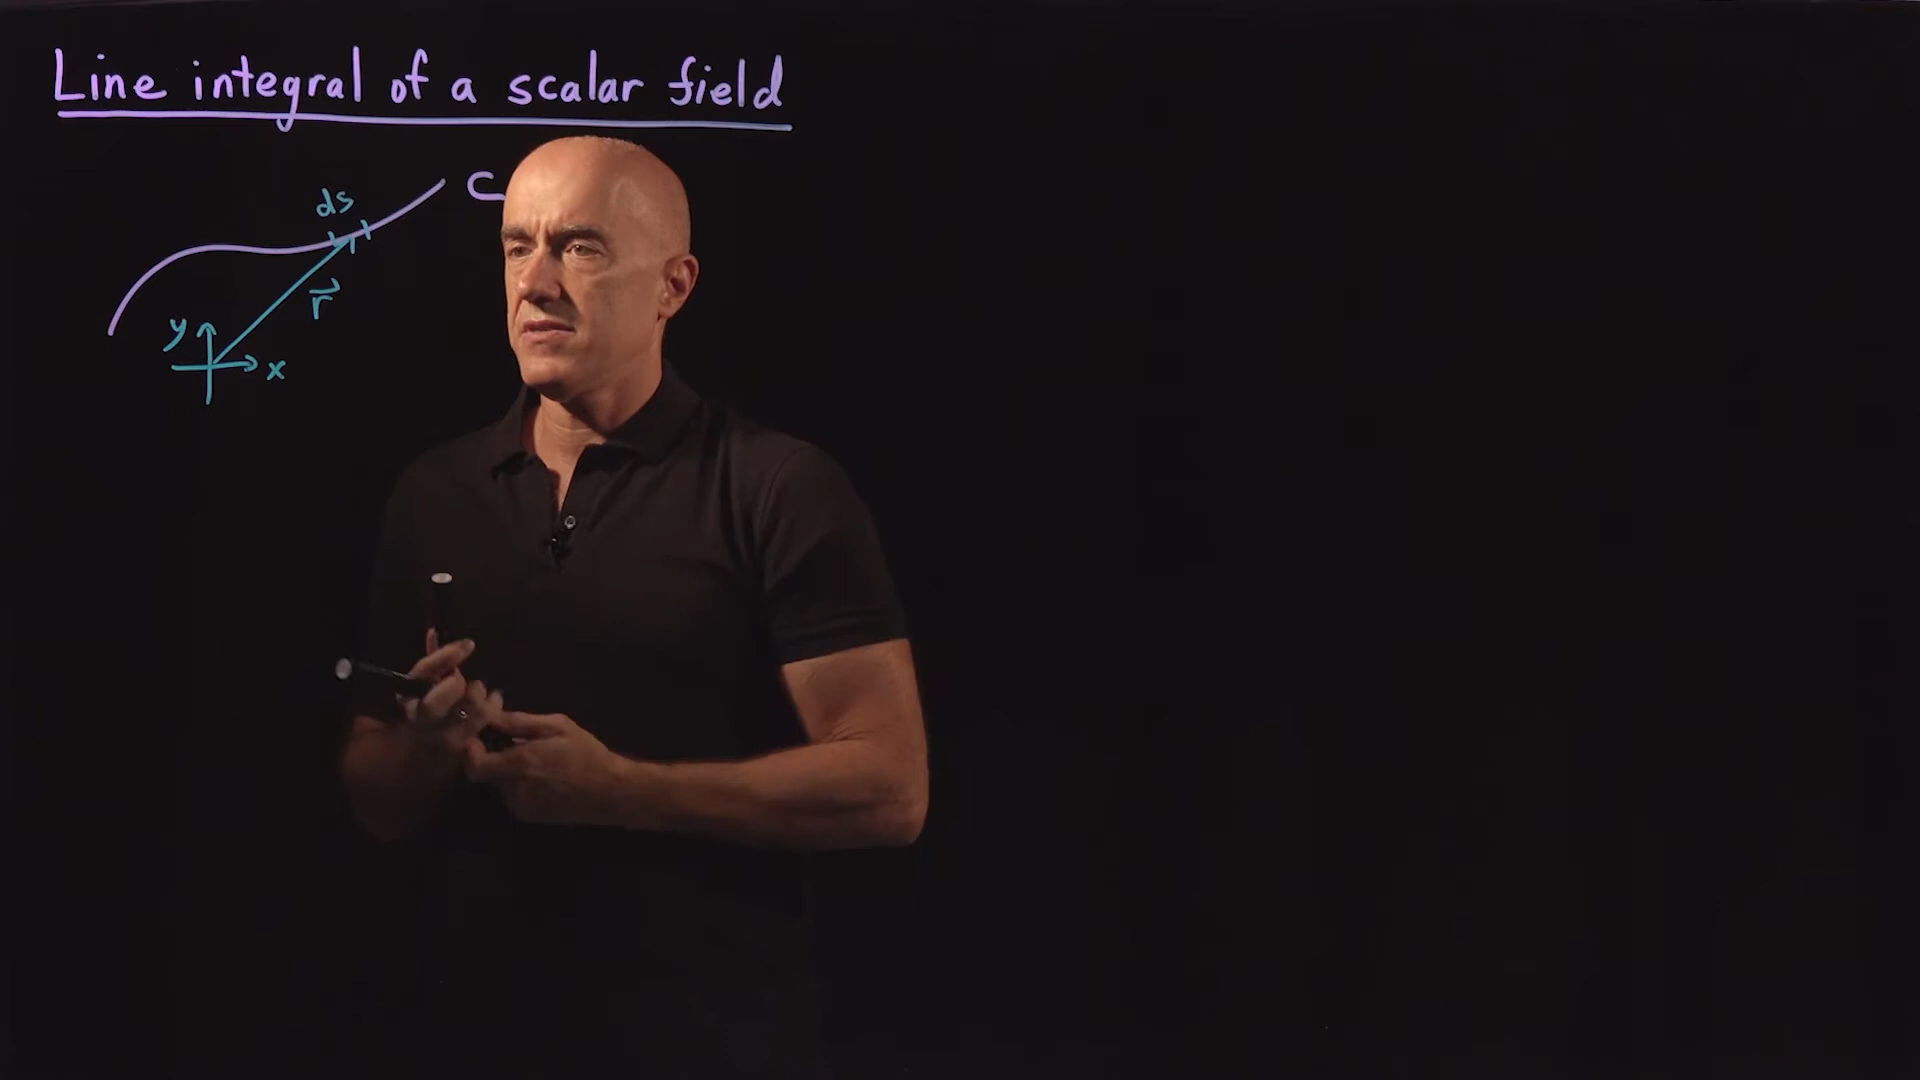 Line integral of a scalar field
C
ds
r⃗
y
x